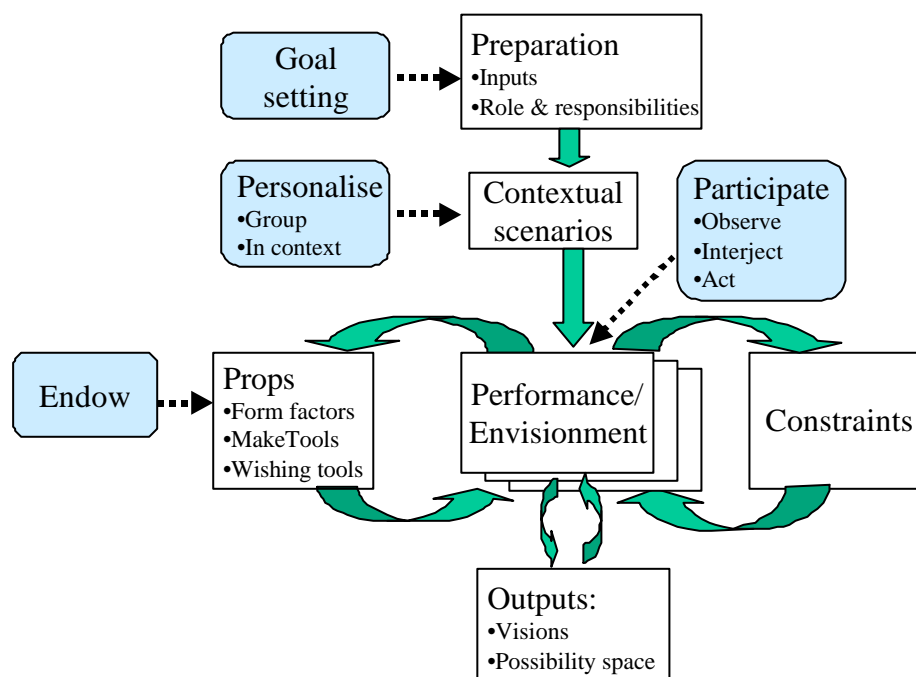 Goal
setting
Preparation
•Inputs
•Role & responsibilities
Personalise
•Group
•In context
Contextual
scenarios
Participate
•Observe
•Interject
•Act
Endow
Props
•Form factors
•MakeTools
•Wishing tools
Performance/
Envisionment
Constraints
Outputs:
•Visions
•Possibility space